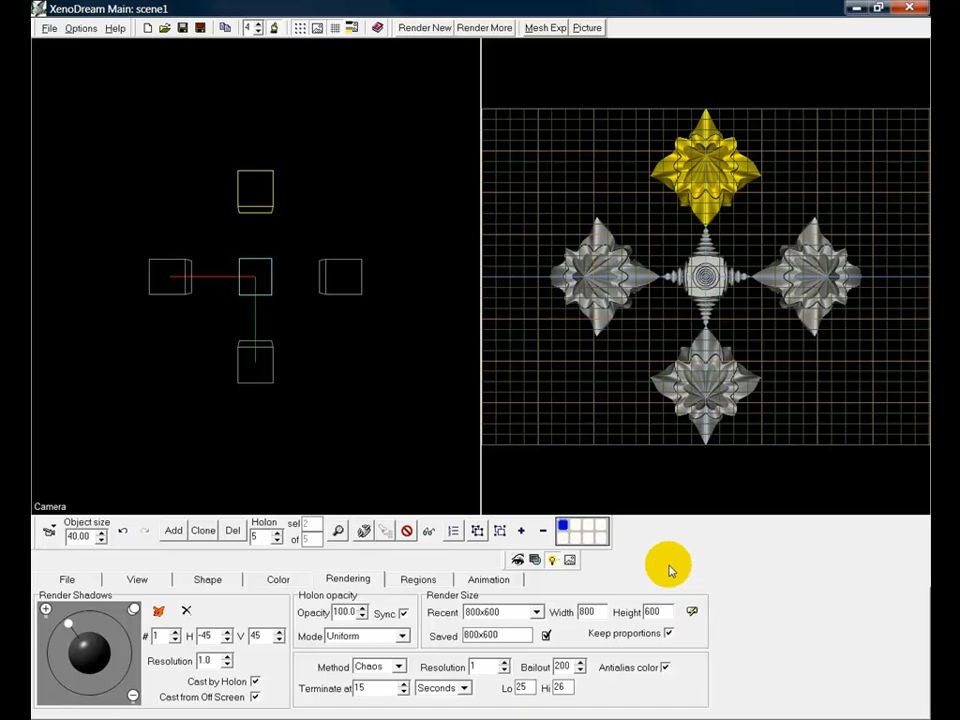 XenoDream Main: scene1
File Options Help 4 Render New Render More Mesh Exp Picture
Camera
Object size
40.00 Add Clone Del Holon 5 sel 2 of 5
File View Shape Color Rendering Regions Animation
Render Shadows
# 1 H -45 V 45
Resolution 1.0
Cast by Holon
Cast from Off Screen
Holon opacity
Opacity 100.0 Sync
Mode Uniform
Render Size
Recent 800x600 Width 800 Height 600
Saved 800x600 Keep proportions
Method Chaos Resolution 1 Bailout 200 Antialias color
Terminate at 15 Seconds Lo 25 Hi 26